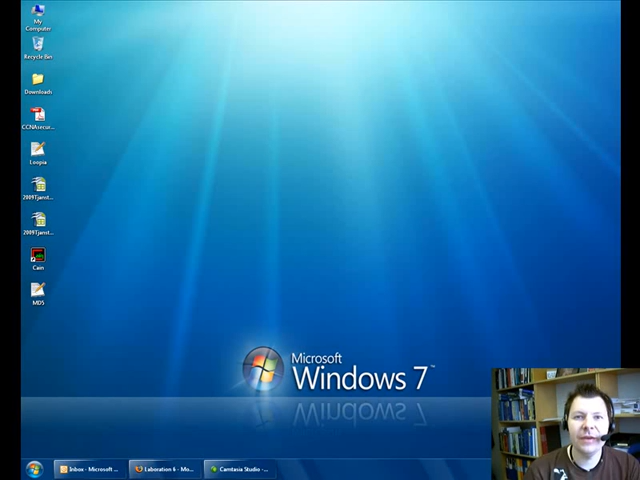 My
Computer
Recycle Bin
Downloads
CCNAsecur...
Loopia
2009Tjanst...
2009Tjanst...
Cain
MD5
Microsoft
Windows 7™
Inbox - Microsoft ...
Laboration 6 - Mo...
Camtasia Studio -...